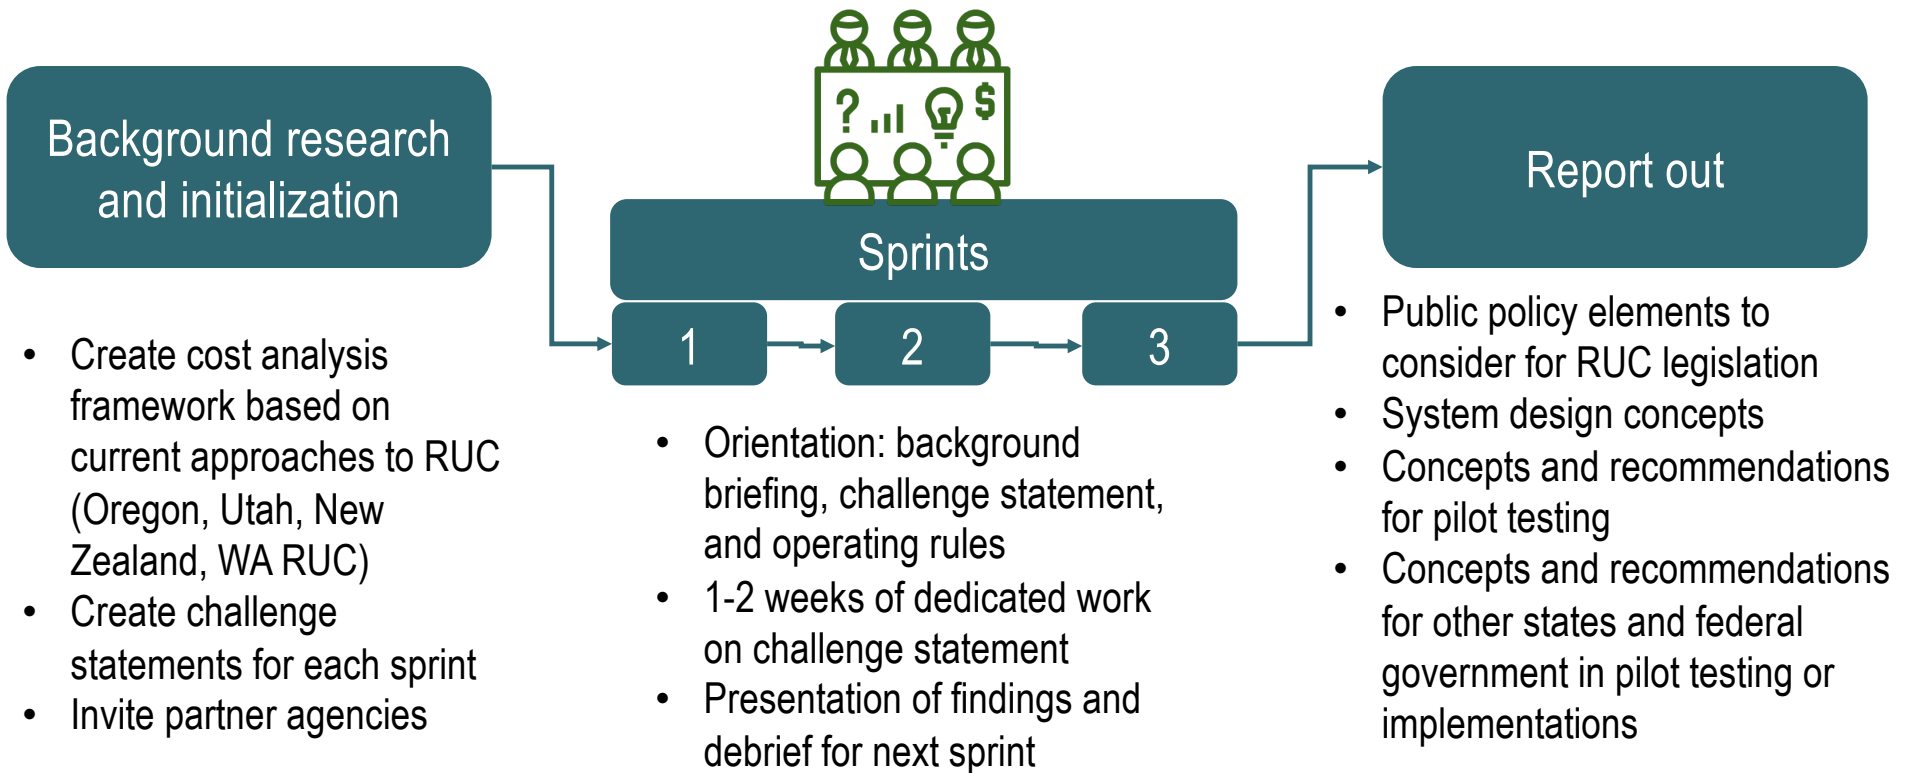 Background research
and initialization
• Create cost analysis
framework based on
current approaches to RUC
(Oregon, Utah, New
Zealand, WA RUC)
• Create challenge
statements for each sprint
• Invite partner agencies
? $
Sprints
1 2 3
• Orientation: background
briefing, challenge statement,
and operating rules
• 1-2 weeks of dedicated work
on challenge statement
• Presentation of findings and
debrief for next sprint
Report out
• Public policy elements to
consider for RUC legislation
• System design concepts
• Concepts and recommendations
for pilot testing
• Concepts and recommendations
for other states and federal
government in pilot testing or
implementations